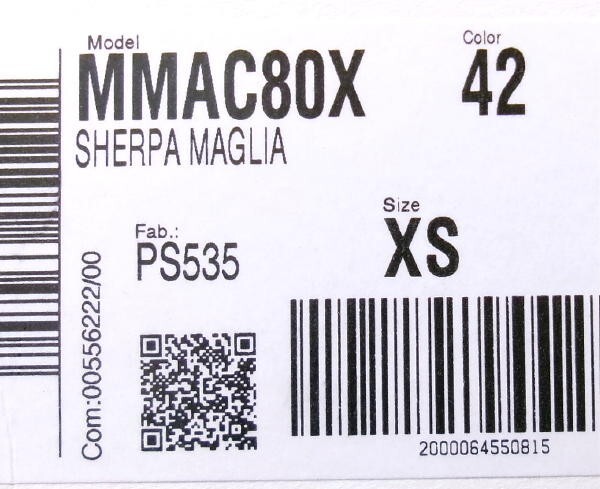 Model
MMAC80X
SHERPA MAGLIA
Color
42
Fab.:
PS535
Size
XS
Com:00556222/00
2000064550815